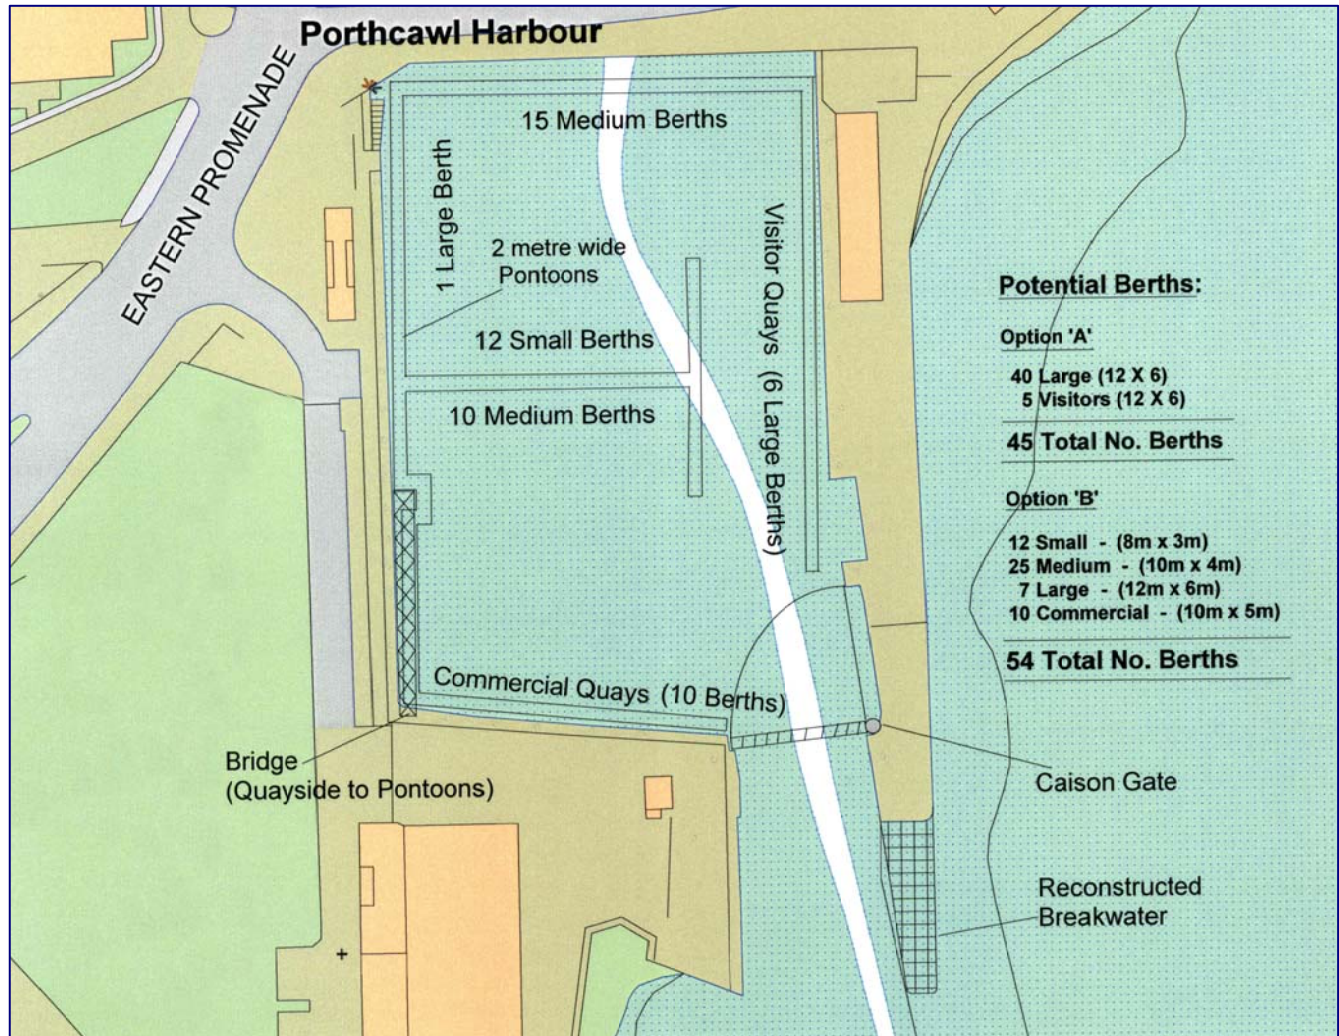 Porthcawl Harbour
EASTERN PROMENADE
15 Medium Berths
1 Large Berth
2 metre wide
Pontoons
Visitor Quays (6 Large Berths)
12 Small Berths
10 Medium Berths
Commercial Quays (10 Berths)
Bridge
(Quayside to Pontoons)
Potential Berths:
Option 'A'
40 Large (12 X 6)
5 Visitors (12 X 6)
45 Total No. Berths
Option 'B'
12 Small - (8m x 3m)
25 Medium - (10m x 4m)
7 Large - (12m x 6m)
10 Commercial - (10m x 5m)
54 Total No. Berths
Caison Gate
Reconstructed
Breakwater